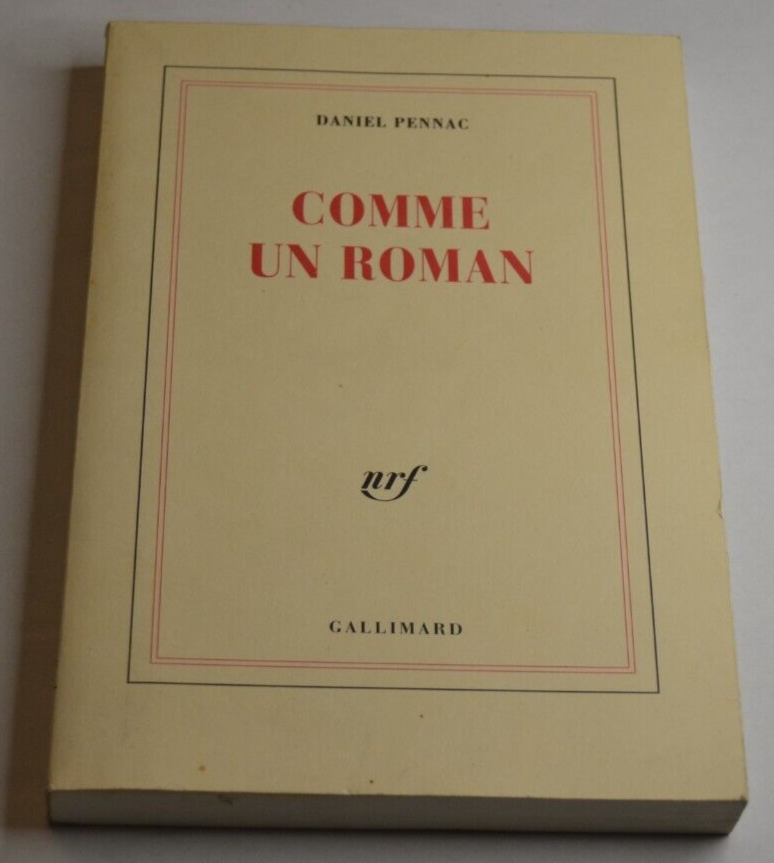 DANIEL PENNAC
COMME
UN ROMAN
nrf
GALLIMARD